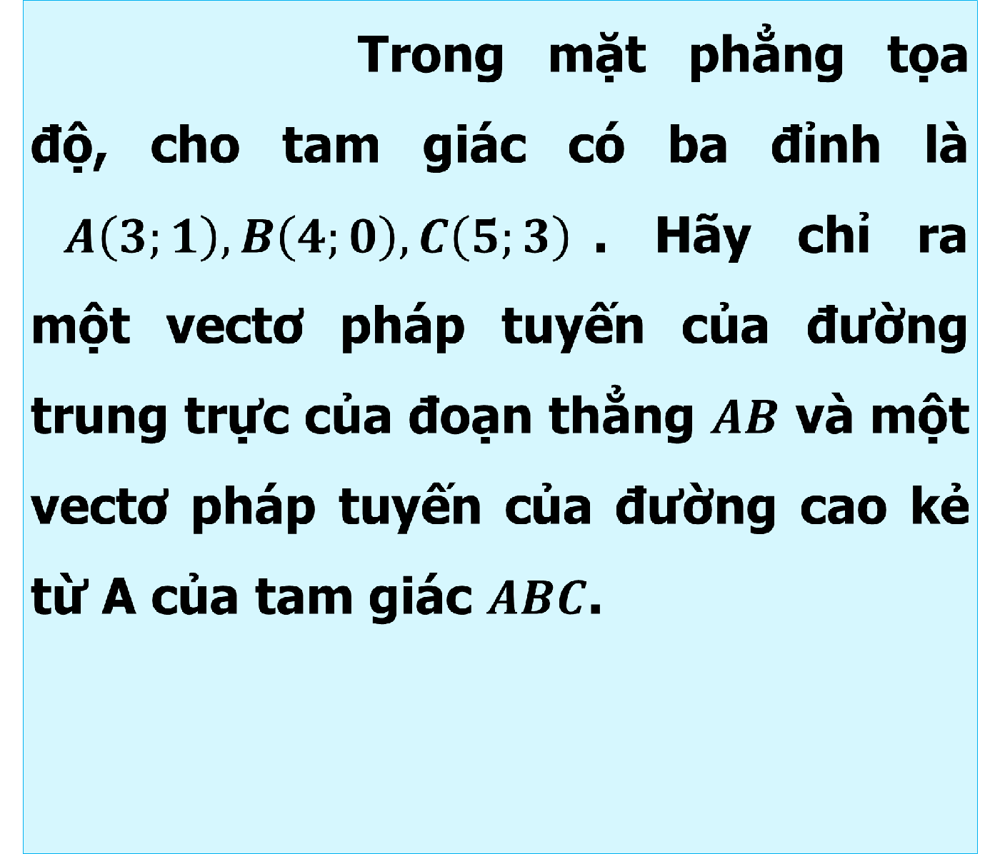 Trong mặt phẳng tọa
độ, cho tam giác có ba đỉnh là
A(3; 1), B(4; 0), C(5; 3) . Hãy chỉ ra
một vectơ pháp tuyến của đường
trung trực của đoạn thẳng AB và một
vectơ pháp tuyến của đường cao kẻ
từ A của tam giác ABC.